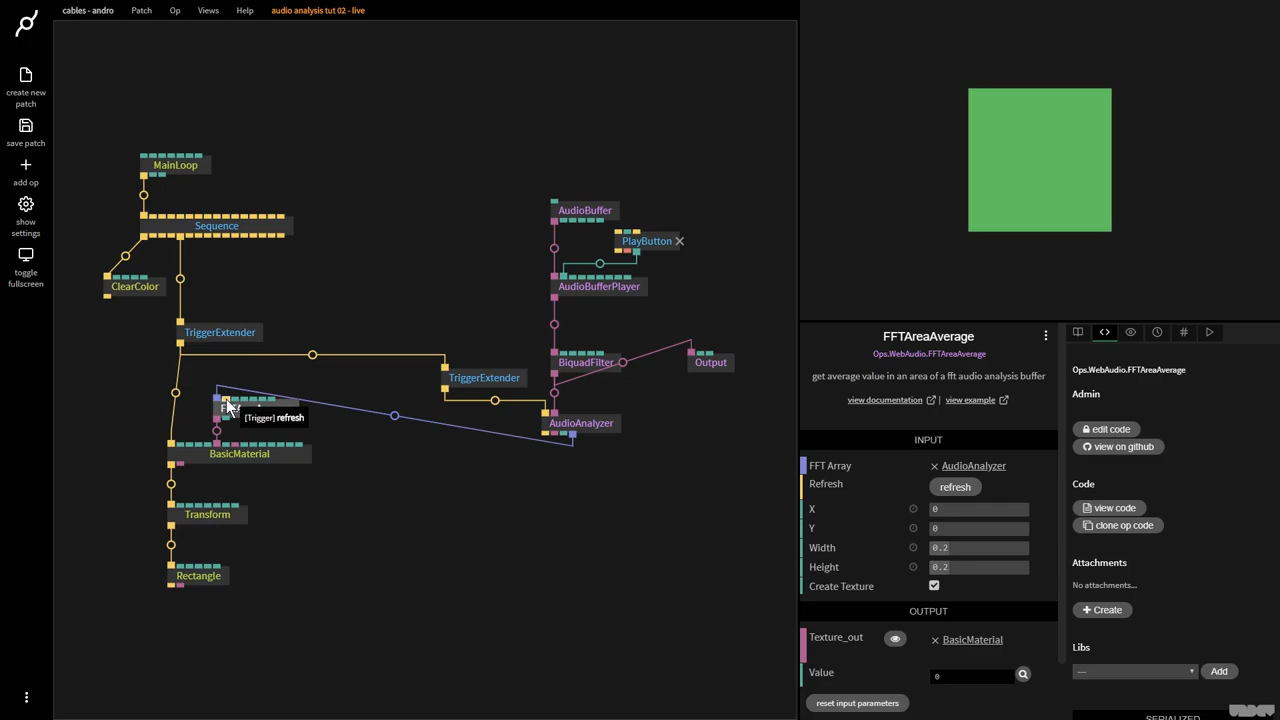 cables - andro
Patch
Op
Views
Help
audio analysis tut 02 - live
create new
patch
save patch
add op
show
settings
toggle
fullscreen
MainLoop
Sequence
ClearColor
TriggerExtender
TriggerExtender
[Trigger] refresh
BasicMaterial
Transform
Rectangle
AudioBuffer
PlayButton
AudioBufferPlayer
BiquadFilter
Output
AudioAnalyzer
FFTAreaAverage
Ops.WebAudio.FFTAreaAverage
get average value in an area of a fft audio analysis buffer
view documentation
view example
INPUT
FFT Array
AudioAnalyzer
Refresh
refresh
X
0
Y
0
Width
0.2
Height
0.2
Create Texture
OUTPUT
Texture_out
BasicMaterial
Value
0
reset input parameters
Ops.WebAudio.FFTAreaAverage
Admin
edit code
view on github
Code
view code
clone op code
Attachments
No attachments...
Create
Libs
---
Add